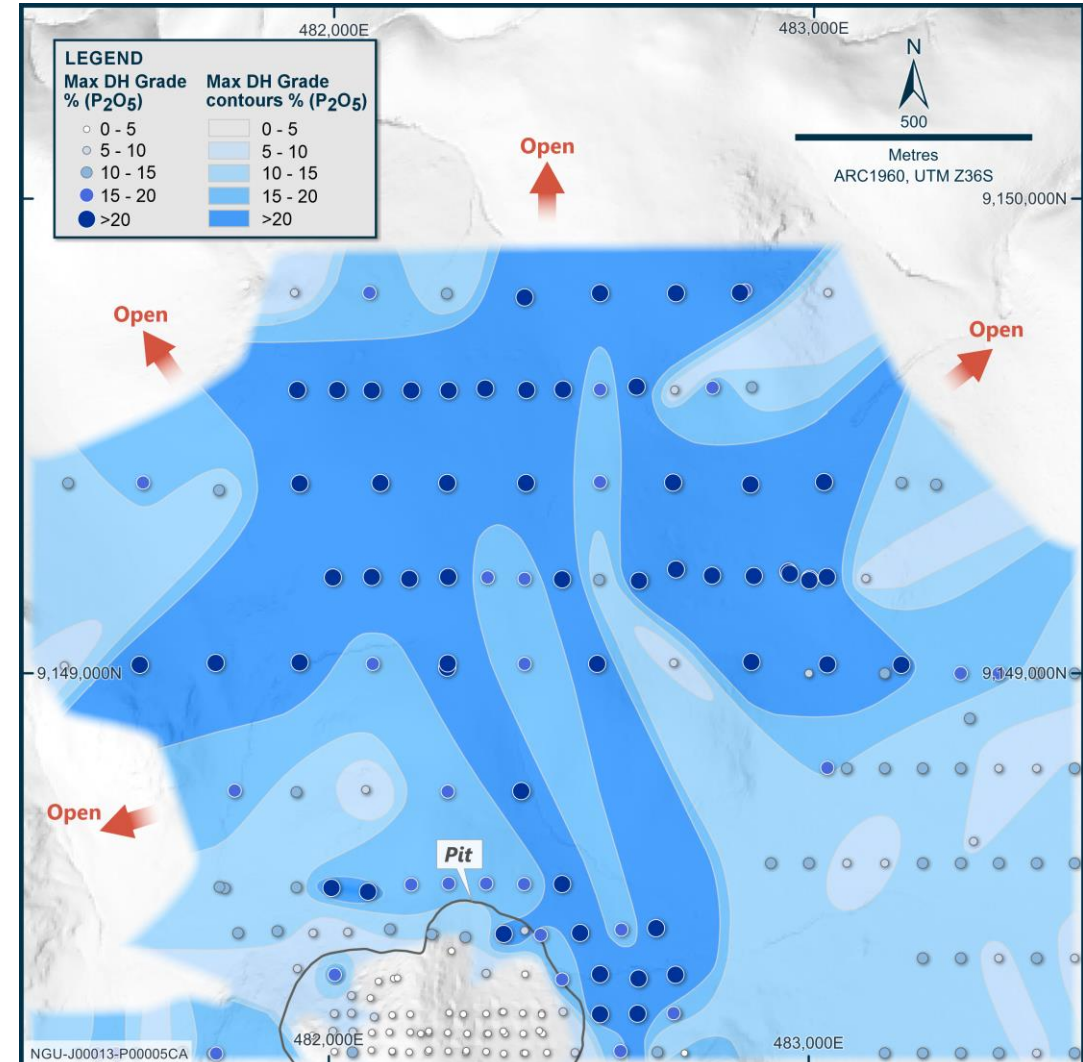 482,000E
483,000E
LEGEND
Max DH Grade
% (P₂O₅)
0 - 5
5 - 10
10 - 15
15 - 20
>20
Max DH Grade
contours % (P₂O₅)
0 - 5
5 - 10
10 - 15
15 - 20
>20
N
500
Metres
ARC1960, UTM Z36S
Open
9,150,000N
Open
Open
9,149,000N
9,149,000N
Open
Pit
482,000E
483,000E
NGU-J00013-P00005CA